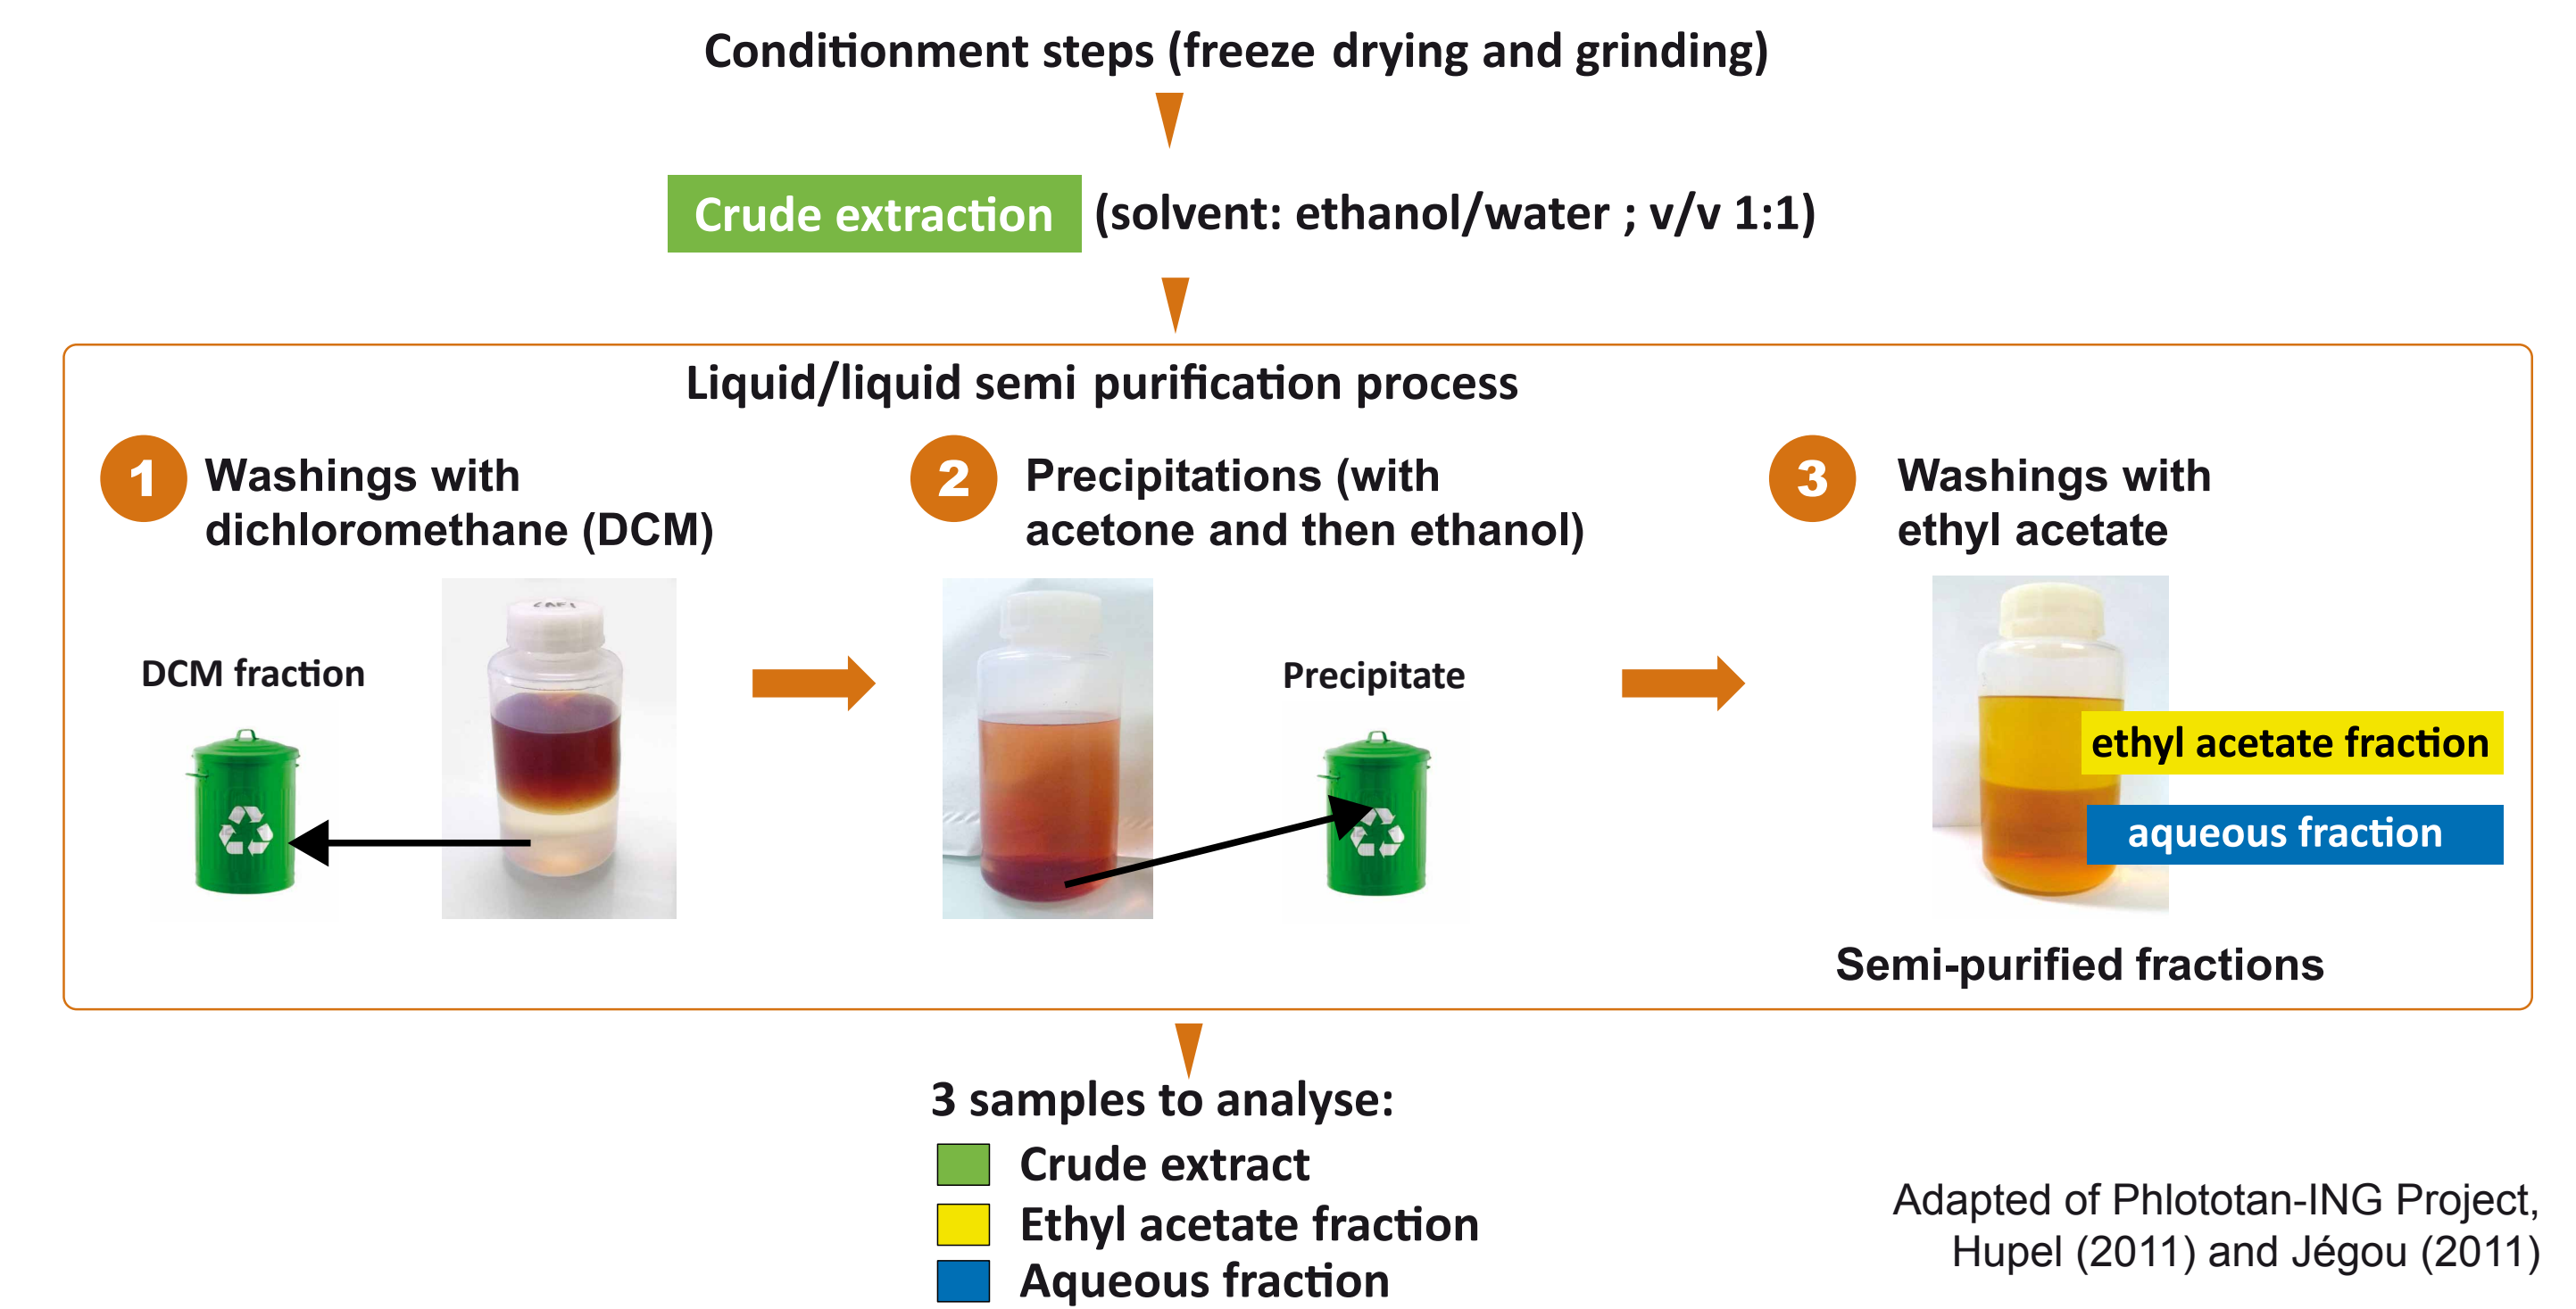 Conditionment steps (freeze drying and grinding)
Crude extraction (solvent: ethanol/water ; v/v 1:1)
Liquid/liquid semi purification process
1 Washings with
dichloromethane (DCM)
2 Precipitations (with
acetone and then ethanol)
3 Washings with
ethyl acetate
DCM fraction
Precipitate
ethyl acetate fraction
aqueous fraction
Semi-purified fractions
3 samples to analyse:
Crude extract
Ethyl acetate fraction
Aqueous fraction
Adapted of Phlototan-ING Project,
Hupel (2011) and Jégou (2011)